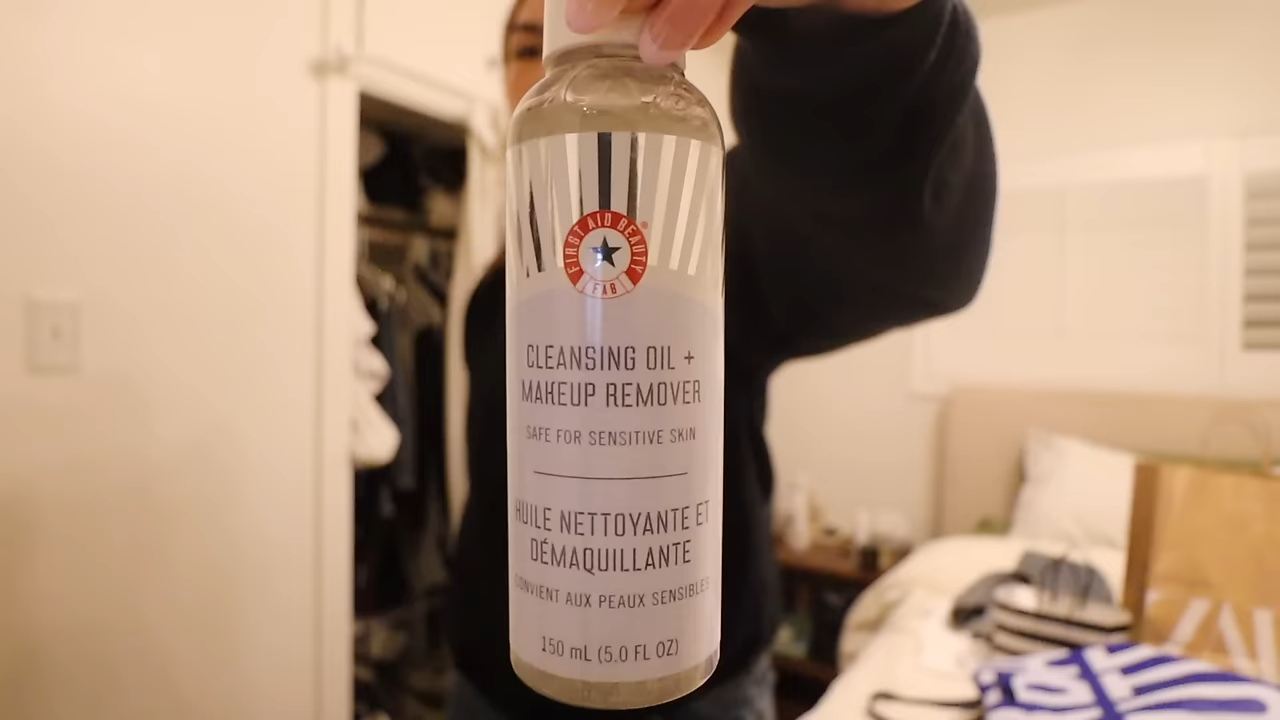 FIRST AID BEAUTY
FAB
CLEANSING OIL +
MAKEUP REMOVER
SAFE FOR SENSITIVE SKIN
HUILE NETTOYANTE ET
DÉMAQUILLANTE
CONVIENT AUX PEAUX SENSIBLES
150 mL (5.0 FL OZ)